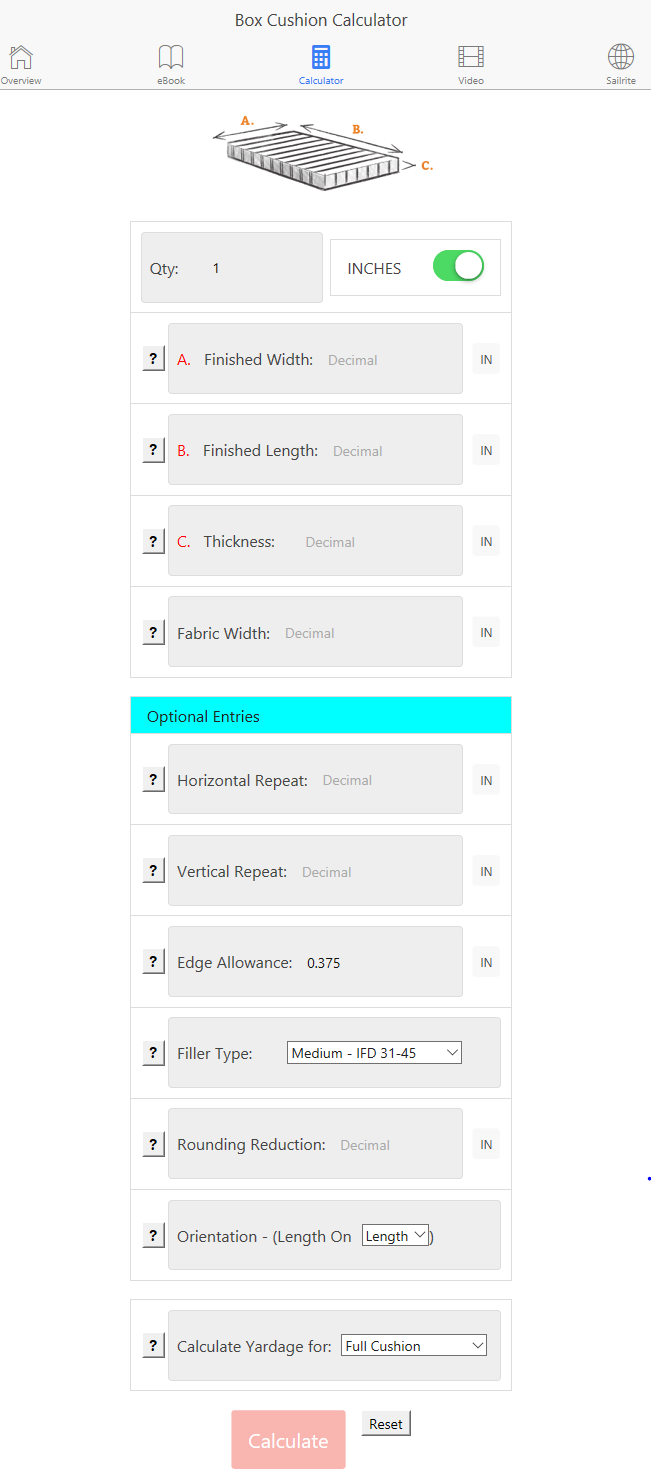 Box Cushion Calculator
Overview eBook Calculator Video Sailrite
A. B.
C.
Qty: 1 INCHES
? A. Finished Width: Decimal IN
? B. Finished Length: Decimal IN
? C. Thickness: Decimal IN
? Fabric Width: Decimal IN
Optional Entries
? Horizontal Repeat: Decimal IN
? Vertical Repeat: Decimal IN
? Edge Allowance: 0.375 IN
? Filler Type: Medium - IFD 31-45
? Rounding Reduction: Decimal IN
? Orientation - (Length On Length )
? Calculate Yardage for: Full Cushion
Calculate Reset